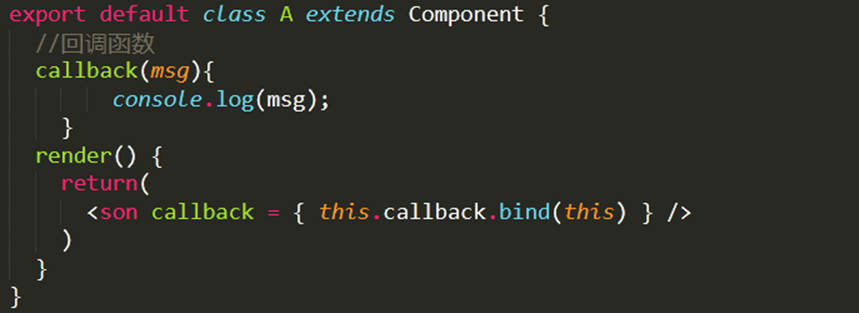 export default class A extends Component {
//回调函数
callback(msg){
console.log(msg);
}
render() {
return(
<son callback = { this.callback.bind(this) } />
)
}
}